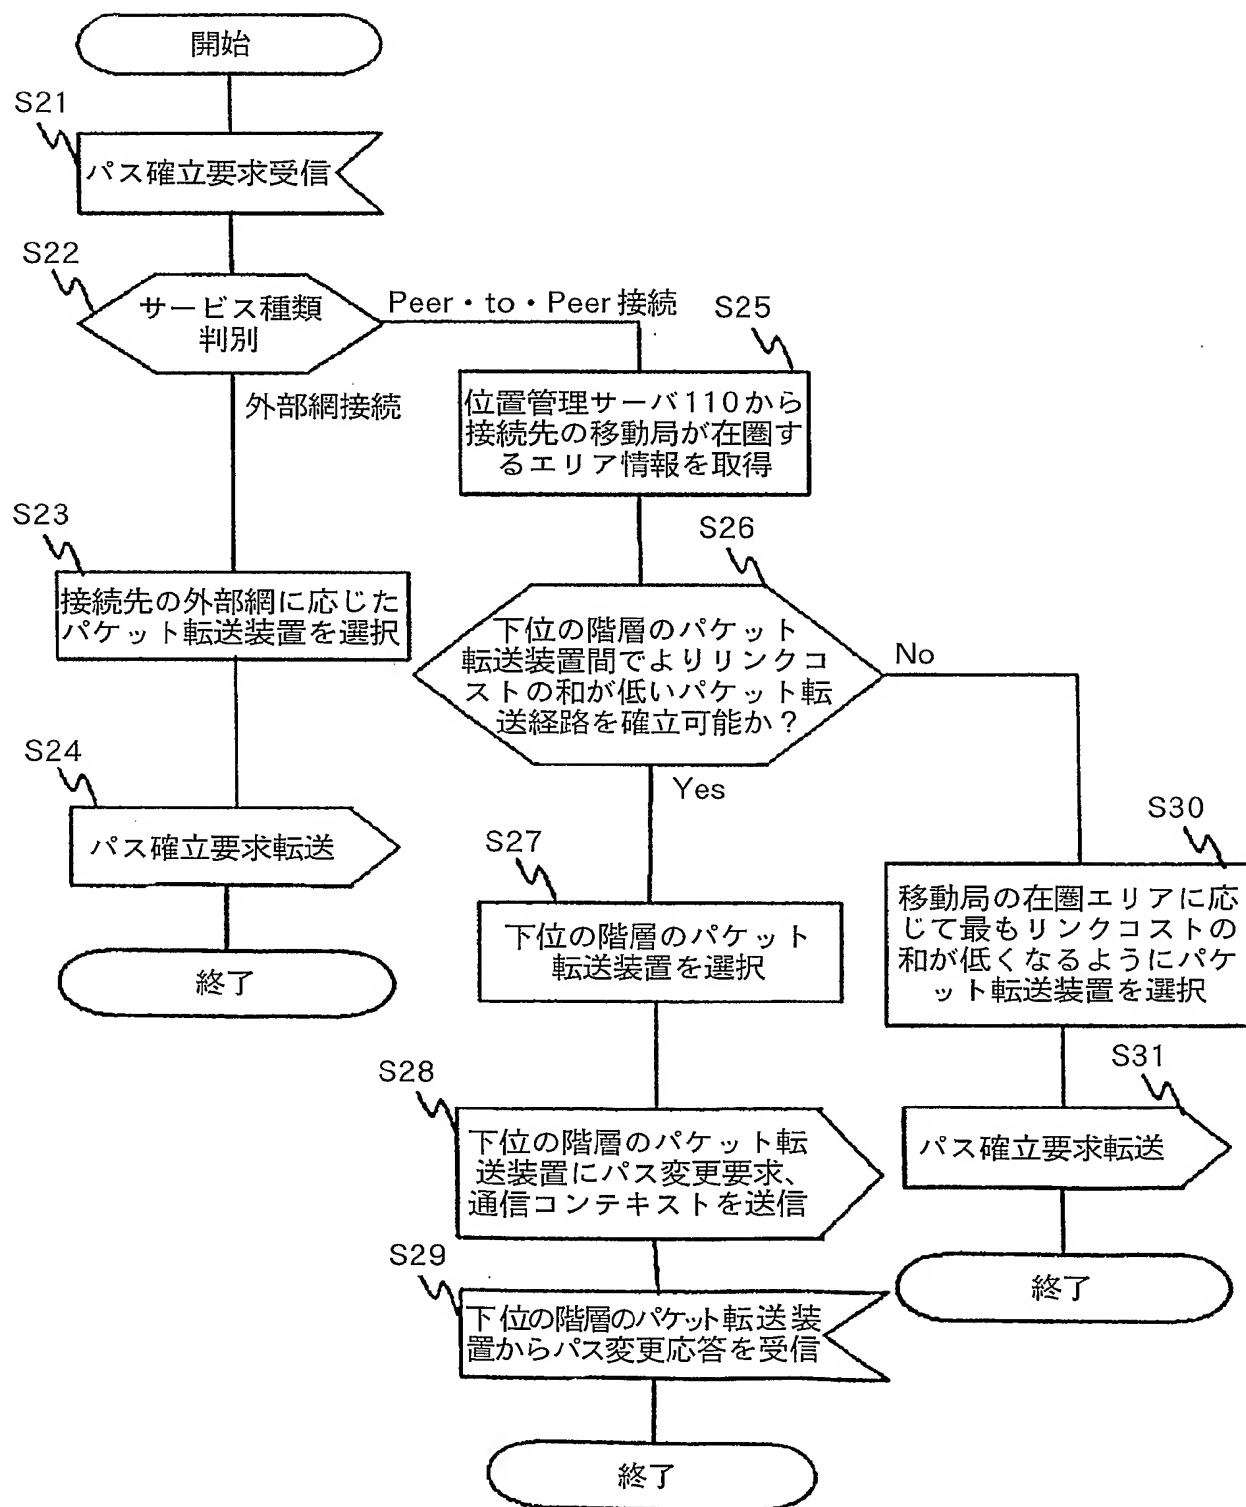 開始
S21
パス確立要求受信
S22
サービス種類
判別
Peer・to・Peer接続
外部網接続
S25
位置管理サーバ110から
接続先の移動局が在圏す
るエリア情報を取得
S23
接続先の外部網に応じた
パケット転送装置を選択
S26
下位の階層のパケット
転送装置間でよりリンクコ
ストの和が低いパケット転
送経路を確立可能か？
No
Yes
S24
パス確立要求転送
終了
S27
下位の階層のパケット
転送装置を選択
S30
移動局の在圏エリアに応
じて最もリンクコストの
和が低くなるようにパケ
ット転送装置を選択
S28
下位の階層のパケット転
送装置にパス変更要求、
通信コンテキストを送信
S31
パス確立要求転送
終了
S29
下位の階層のパケット転送装
置からパス変更応答を受信
終了